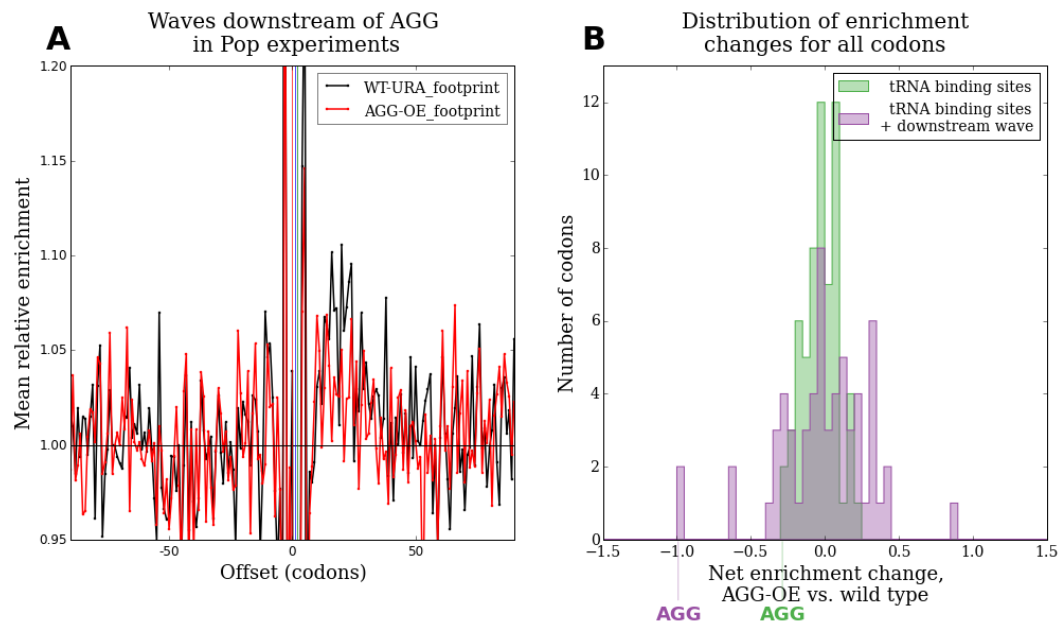 A
Waves downstream of AGG
in Pop experiments
WT-URA_footprint
AGG-OE_footprint
Mean relative enrichment
1.20
1.15
1.10
1.05
1.00
0.95
-50
0
50
Offset (codons)
B
Distribution of enrichment
changes for all codons
tRNA binding sites
tRNA binding sites
+ downstream wave
Number of codons
12
10
8
6
4
2
0
−1.5
−1.0
−0.5
0.0
0.5
1.0
1.5
Net enrichment change,
AGG-OE vs. wild type
AGG
AGG